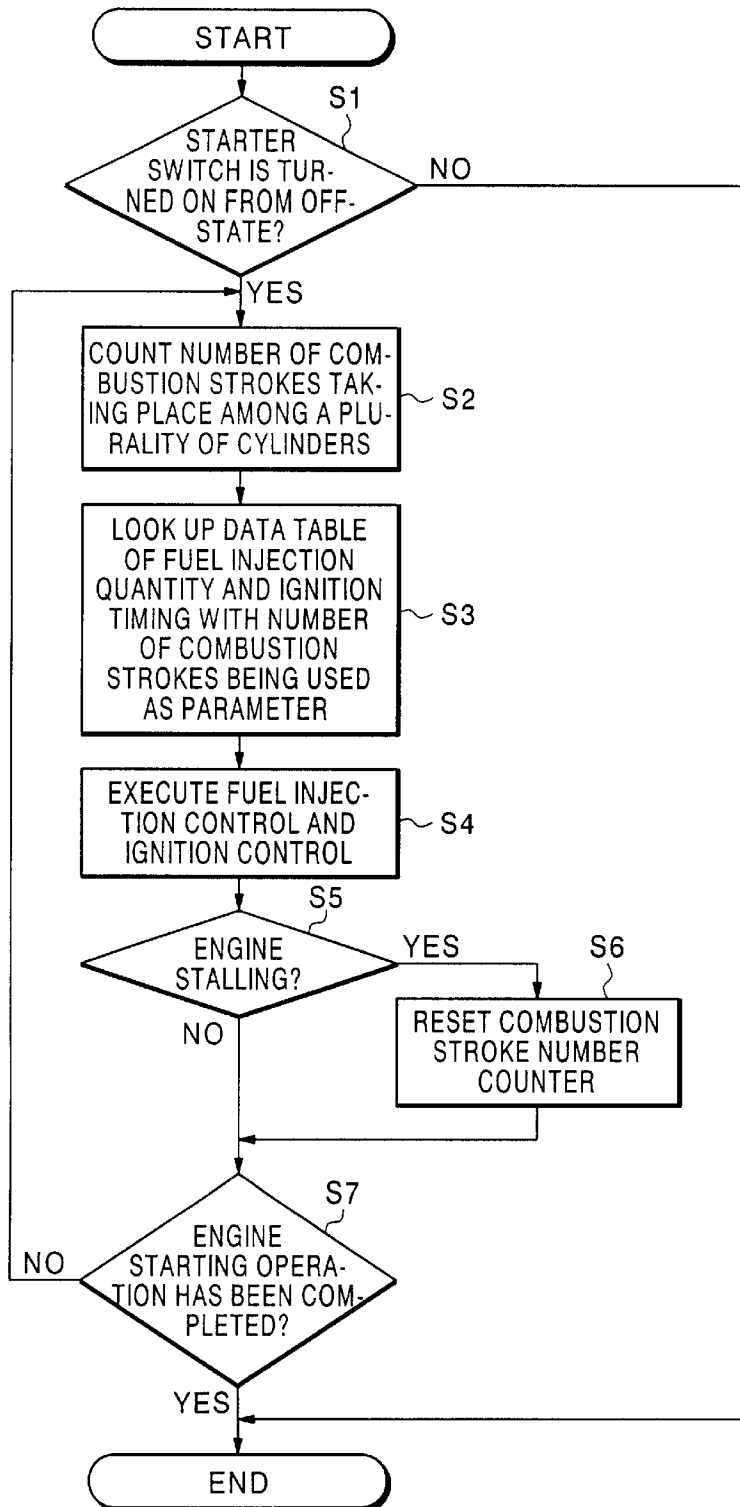 START
S1
STARTER
SWITCH IS TUR-
NED ON FROM OFF-
STATE?
NO
YES
COUNT NUMBER OF COM-
BUSTION STROKES TAK-
ING PLACE AMONG A PLU-
RALITY OF CYLINDERS
S2
LOOK UP DATA TABLE
OF FUEL INJECTION
QUANTITY AND IGNITION
TIMING WITH NUMBER
OF COMBUSTION
STROKES BEING USED
AS PARAMETER
S3
EXECUTE FUEL INJEC-
TION CONTROL AND
IGNITION CONTROL
S4
S5
ENGINE
STALLING?
YES
NO
S6
RESET COMBUSTION
STROKE NUMBER
COUNTER
S7
ENGINE
STARTING OPERA-
TION HAS BEEN COM-
PLETED?
NO
YES
END